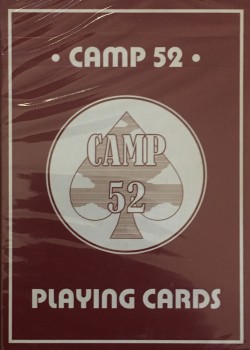 • CAMP 52 •
CAMP
52
PLAYING CARDS